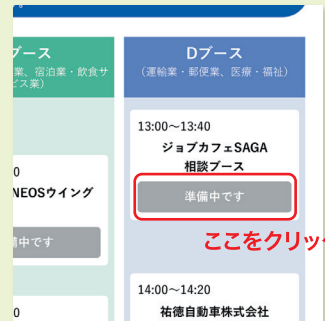 ブース
業、宿泊業・飲食サ
ビス業）
0
NEOSウイング
備中です
0
Dブース
（運輸業・郵便業、医療・福祉）
13:00～13:40
ジョブカフェSAGA
相談ブース
準備中です
ここをクリック
14:00～14:20
祐徳自動車株式会社